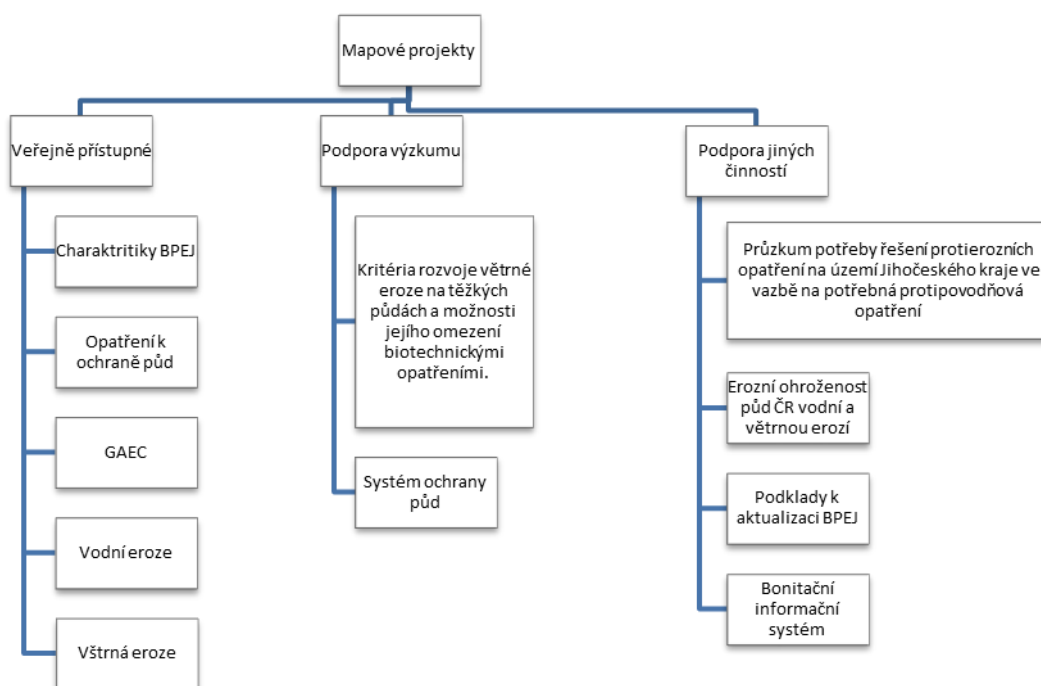 Mapové projekty
Veřejně přístupné
Charaktritiky BPEJ
Opatření k
ochraně půd
GAEC
Vodní eroze
Vštrná eroze
Podpora výzkumu
Kritéria rozvoje větrné
eroze na těžkých
půdách a možnosti
jejího omezení
biotechnickými
opatřeními.
Systém ochrany
půd
Podpora jiných
činností
Průzkum potřeby řešení protierozních
opatření na území Jihočeského kraje ve
vazbě na potřebná protipovodňová
opatření
Erozní ohroženost
půd ČR vodní a
větrnou erozí
Podklady k
aktualizaci BPEJ
Bonitační
informační
systém